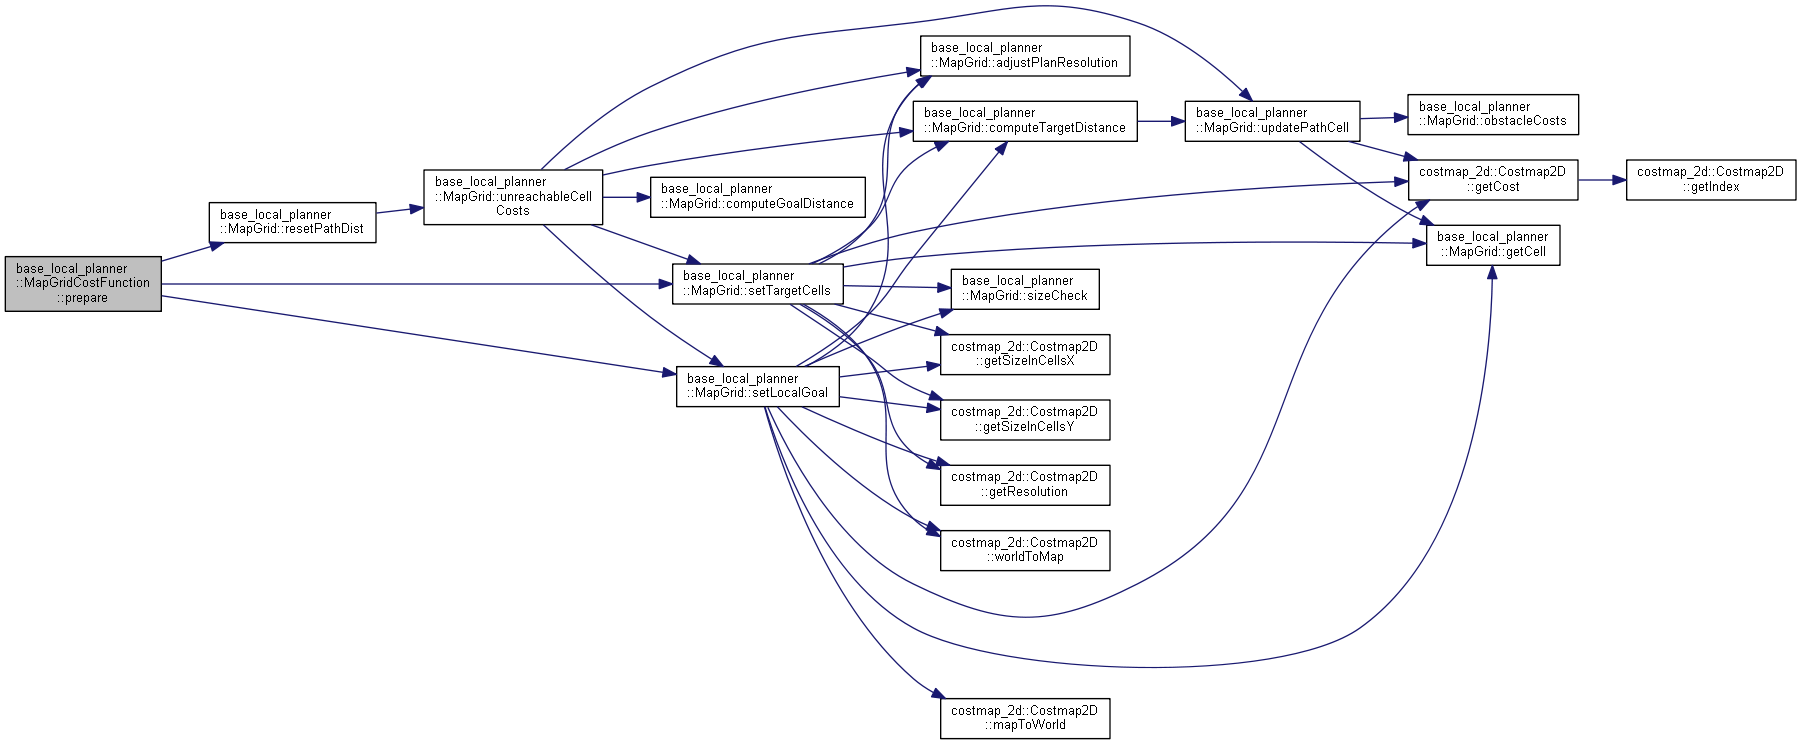 base_local_planner
::MapGridCostFunction
::prepare
base_local_planner
::MapGrid::resetPathDist
base_local_planner
::MapGrid::unreachableCell
Costs
base_local_planner
::MapGrid::adjustPlanResolution
base_local_planner
::MapGrid::computeTargetDistance
base_local_planner
::MapGrid::updatePathCell
base_local_planner
::MapGrid::obstacleCosts
costmap_2d::Costmap2D
::getCost
costmap_2d::Costmap2D
::getIndex
base_local_planner
::MapGrid::computeGoalDistance
base_local_planner
::MapGrid::getCell
base_local_planner
::MapGrid::setTargetCells
base_local_planner
::MapGrid::sizeCheck
costmap_2d::Costmap2D
::getSizeInCellsX
base_local_planner
::MapGrid::setLocalGoal
costmap_2d::Costmap2D
::getSizeInCellsY
costmap_2d::Costmap2D
::getResolution
costmap_2d::Costmap2D
::worldToMap
costmap_2d::Costmap2D
::mapToWorld